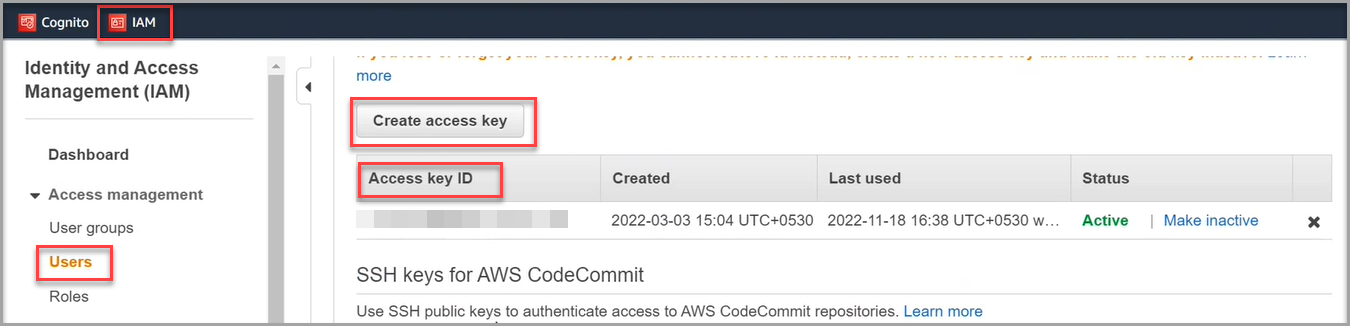 Cognito IAM
Identity and Access
Management (IAM)
Dashboard
Access management
User groups
Users
Roles
more
Create access key
Access key ID Created Last used Status
2022-03-03 15:04 UTC+0530 2022-11-18 16:38 UTC+0530 w... Active | Make inactive
SSH keys for AWS CodeCommit
Use SSH public keys to authenticate access to AWS CodeCommit repositories. Learn more